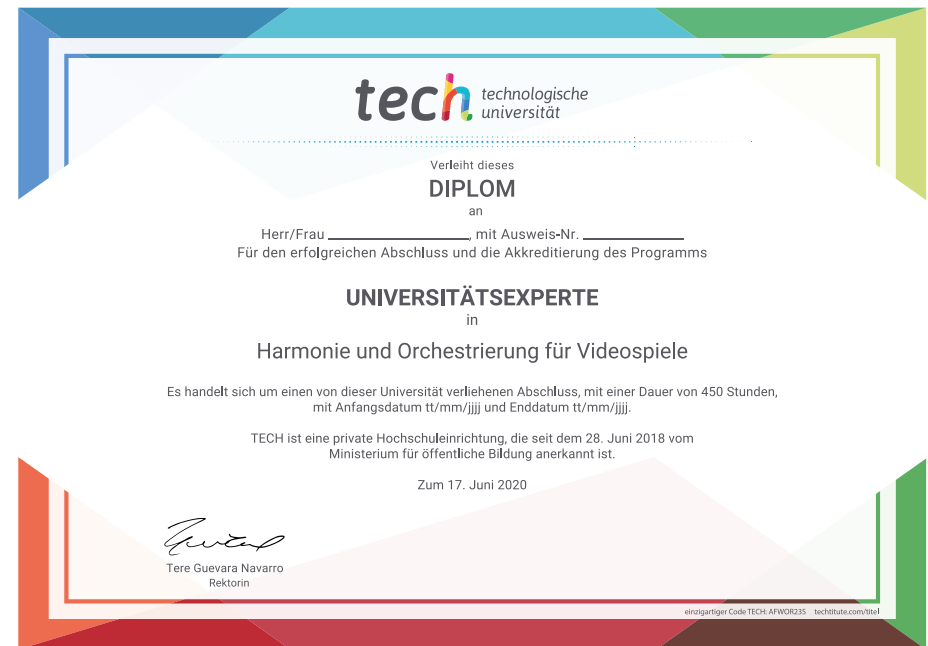 tech technologische
universität
Verleiht dieses
DIPLOM
an
Herr/Frau ____________, mit Ausweis-Nr. ____________
Für den erfolgreichen Abschluss und die Akkreditierung des Programms
UNIVERSITÄTSEXPERTE
in
Harmonie und Orchestrierung für Videospiele
Es handelt sich um einen von dieser Universität verliehenen Abschluss, mit einer Dauer von 450 Stunden,
mit Anfangsdatum tt/mm/jjjj und Enddatum tt/mm/jjjj.
TECH ist eine private Hochschuleinrichtung, die seit dem 28. Juni 2018 vom
Ministerium für öffentliche Bildung anerkannt ist.
Zum 17. Juni 2020
Tere Guevara Navarro
Rektorin
einzigartiger Code TECH: AFWOR23S techtitute.com/titel